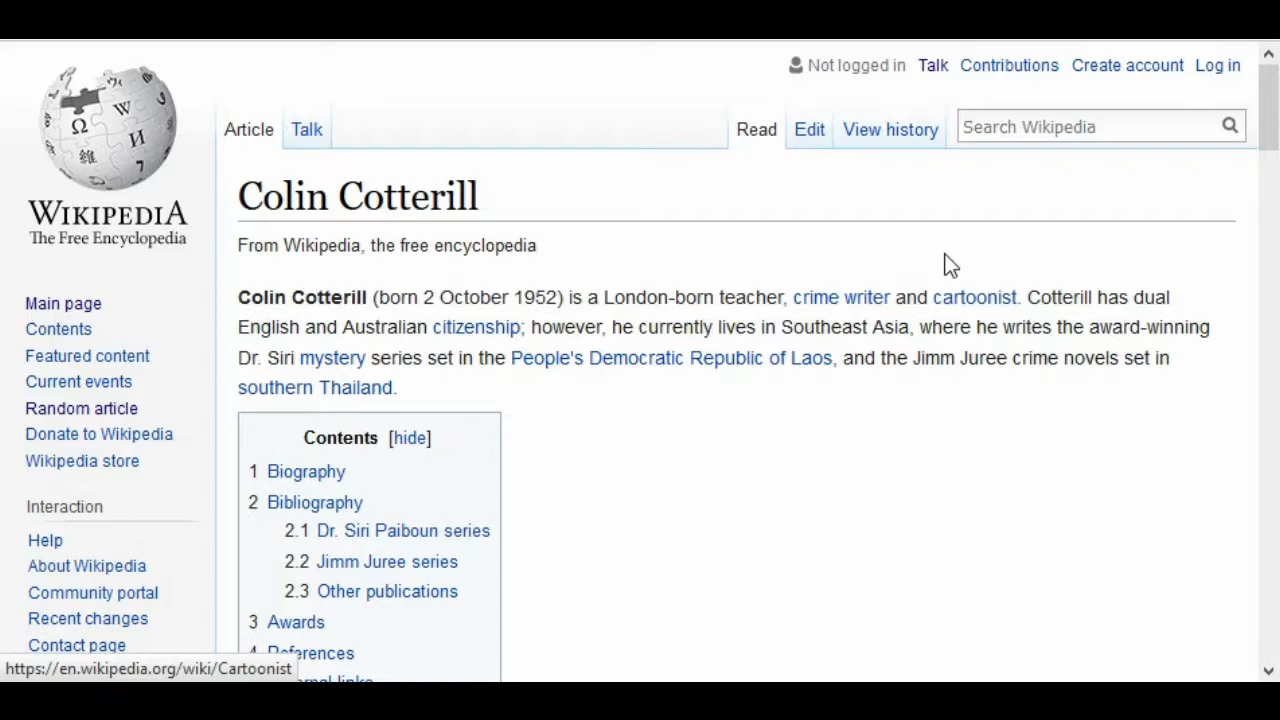 Not logged in Talk Contributions Create account Log in
Article Talk Read Edit View history Search Wikipedia
WIKIPEDIA
The Free Encyclopedia
Main page
Contents
Featured content
Current events
Random article
Donate to Wikipedia
Wikipedia store
Interaction
Help
About Wikipedia
Community portal
Recent changes
Contact page
Colin Cotterill
From Wikipedia, the free encyclopedia
Colin Cotterill (born 2 October 1952) is a London-born teacher, crime writer and cartoonist. Cotterill has dual
English and Australian citizenship; however, he currently lives in Southeast Asia, where he writes the award-winning
Dr. Siri mystery series set in the People's Democratic Republic of Laos, and the Jimm Juree crime novels set in
southern Thailand.
Contents [hide]
1 Biography
2 Bibliography
2.1 Dr. Siri Paiboun series
2.2 Jimm Juree series
2.3 Other publications
3 Awards
4 References
links
https://en.wikipedia.org/wiki/Cartoonist